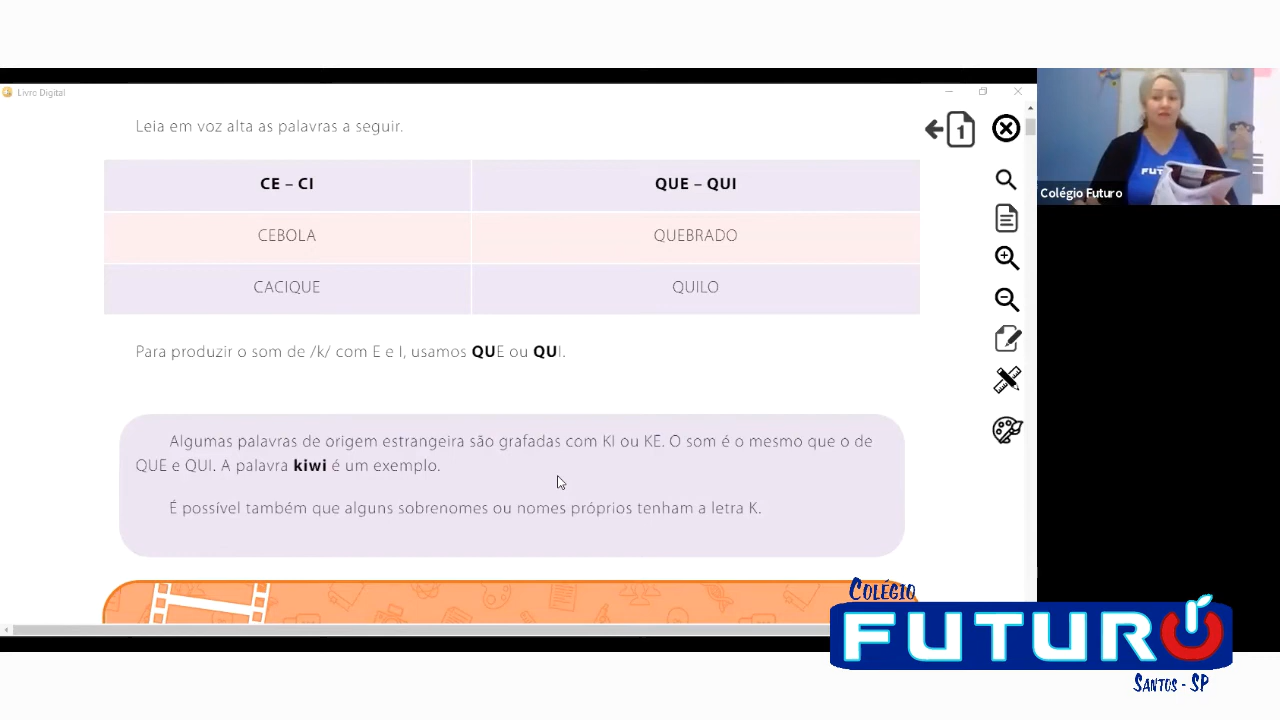 Livro Digital
Leia em voz alta as palavras a seguir.
CE – CI
QUE – QUI
CEBOLA
QUEBRADO
CACIQUE
QUILO
Para produzir o som de /k/ com E e I, usamos QUE ou QUI.
Algumas palavras de origem estrangeira são grafadas com KI ou KE. O som é o mesmo que o de
QUE e QUI. A palavra kiwi é um exemplo.
É possível também que alguns sobrenomes ou nomes próprios tenham a letra K.
1
Colégio Futuro
COLÉGIO
FUTURO
SANTOS - SP